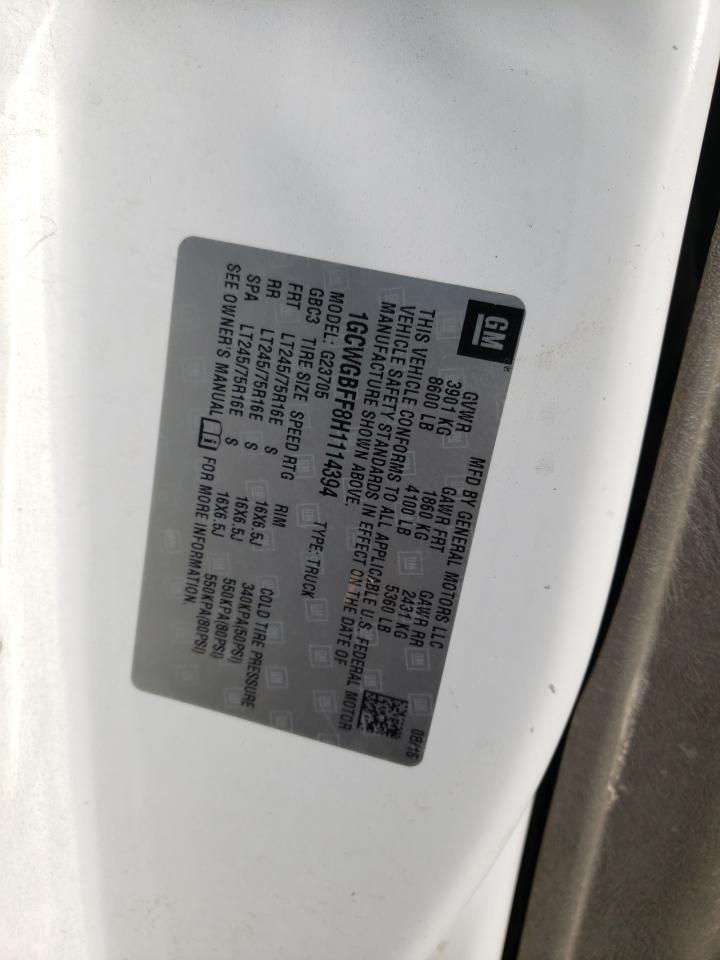 GM
MFD BY GENERAL MOTORS LLC
GVWR GAWR FRT GAWR RR
3901 KG 1860 KG 2431 KG
8600 LB 4100 LB 5360 LB
THIS VEHICLE CONFORMS TO ALL APPLICABLE U.S. FEDERAL MOTOR
VEHICLE SAFETY STANDARDS IN EFFECT ON THE DATE OF
MANUFACTURE SHOWN ABOVE.
1GCWGBFF8H1114394 TYPE: TRUCK
MODEL: G23705
GBC3 TIRE SIZE SPEED RTG RIM COLD TIRE PRESSURE
FRT LT245/75R16E S 16X6.5J 340KPA(50PSI)
RR LT245/75R16E S 16X6.5J 550KPA(80PSI)
SPA LT245/75R16E S 16X6.5J 550KPA(80PSI)
SEE OWNER'S MANUAL FOR MORE INFORMATION.